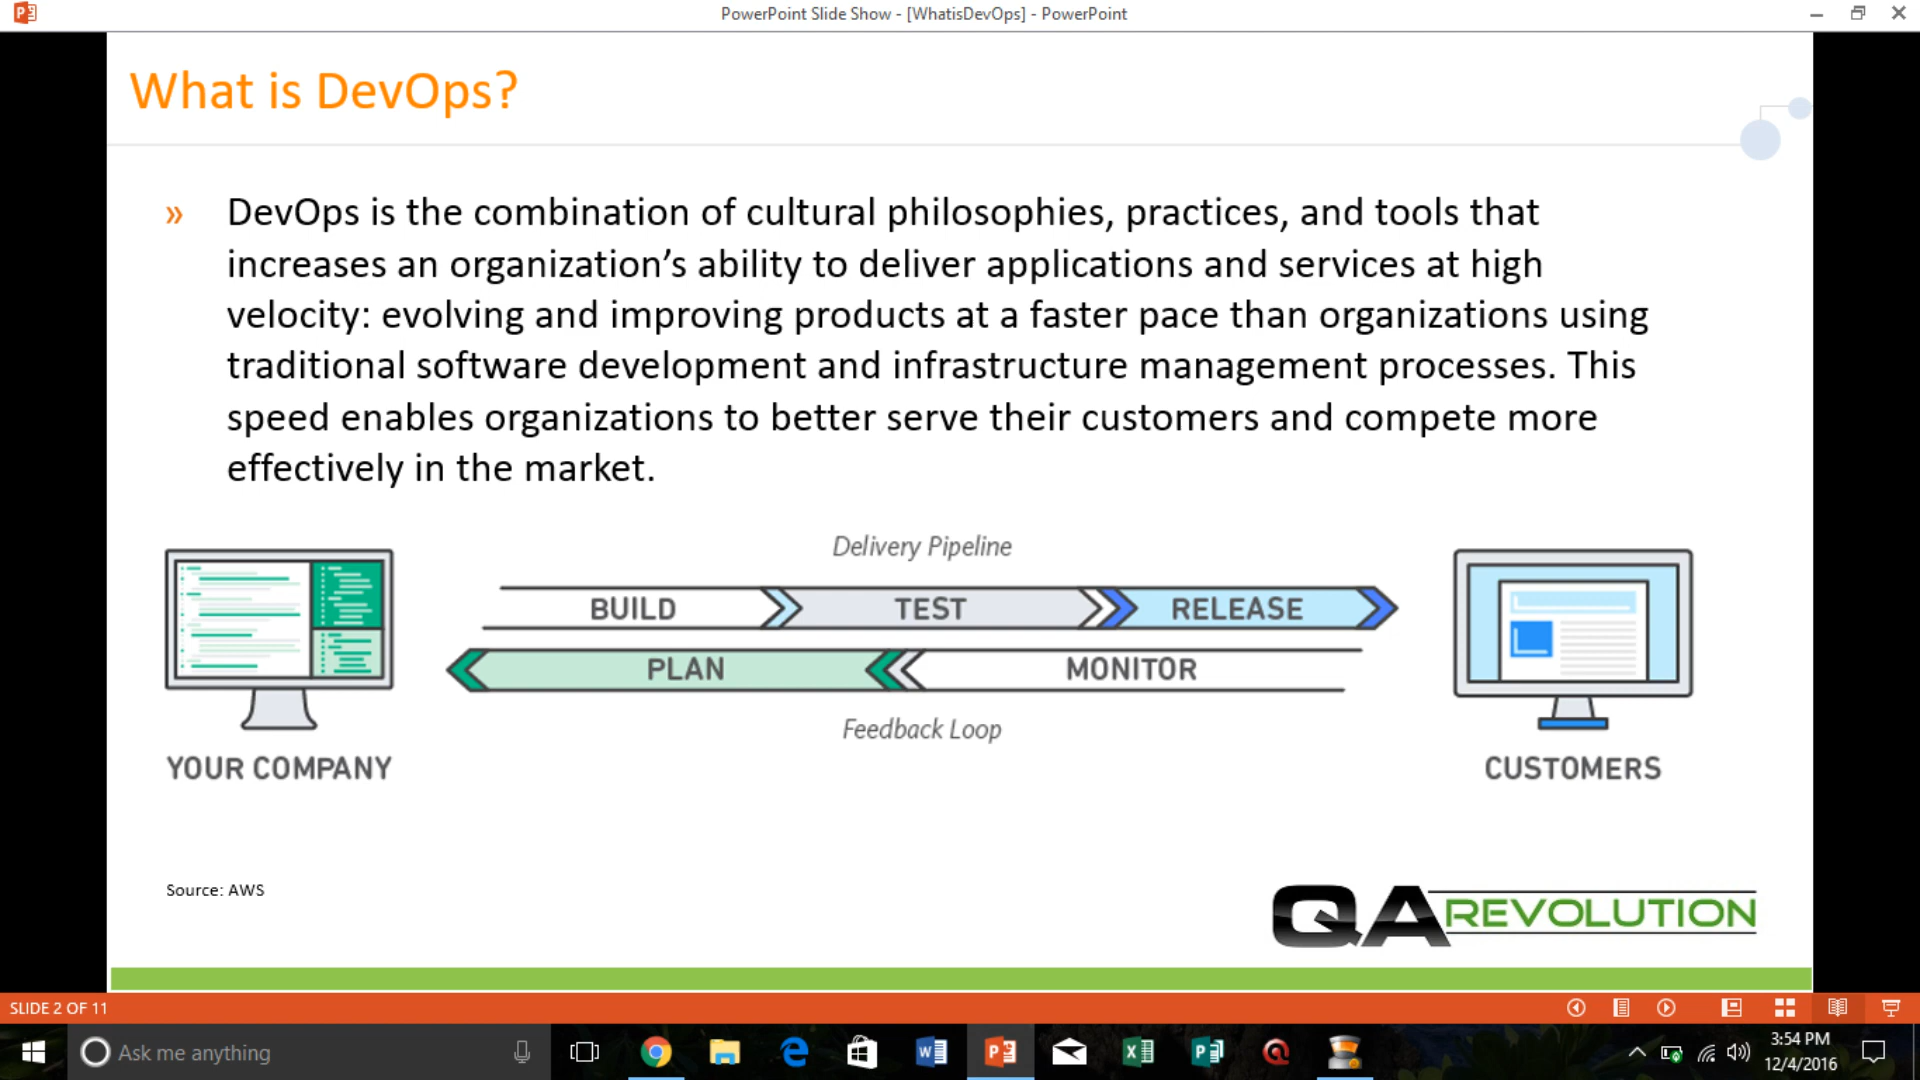 PowerPoint Slide Show - [WhatisDevOps] - PowerPoint
What is DevOps?
» DevOps is the combination of cultural philosophies, practices, and tools that
increases an organization’s ability to deliver applications and services at high
velocity: evolving and improving products at a faster pace than organizations using
traditional software development and infrastructure management processes. This
speed enables organizations to better serve their customers and compete more
effectively in the market.
Delivery Pipeline
BUILD TEST RELEASE
PLAN MONITOR
Feedback Loop
YOUR COMPANY
CUSTOMERS
Source: AWS
QA REVOLUTION
SLIDE 2 OF 11
Ask me anything
3:54 PM
12/4/2016